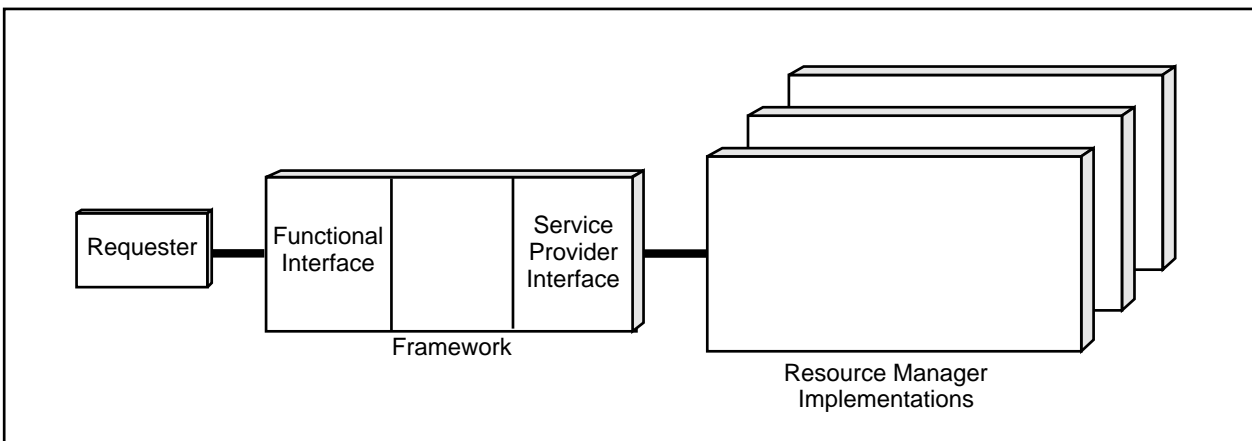 Requester
Functional
Interface
Service
Provider
Interface
Framework
Resource Manager
Implementations